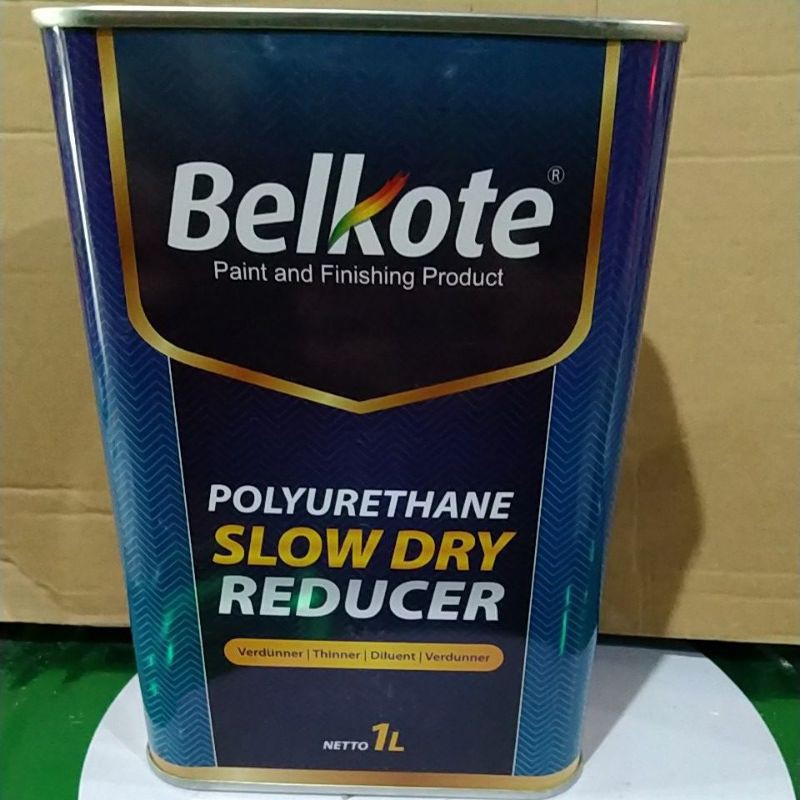 Belkote®
Paint and Finishing Product
POLYURETHANE
SLOW DRY
REDUCER
Verdünner | Thinner | Diluent | Verdunner
NETTO 1L